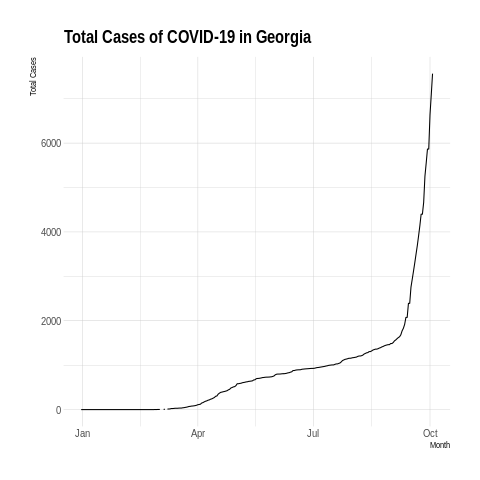 Total Cases of COVID-19 in Georgia
Total Cases
6000
4000
2000
0
Jan Apr Jul Oct
Month